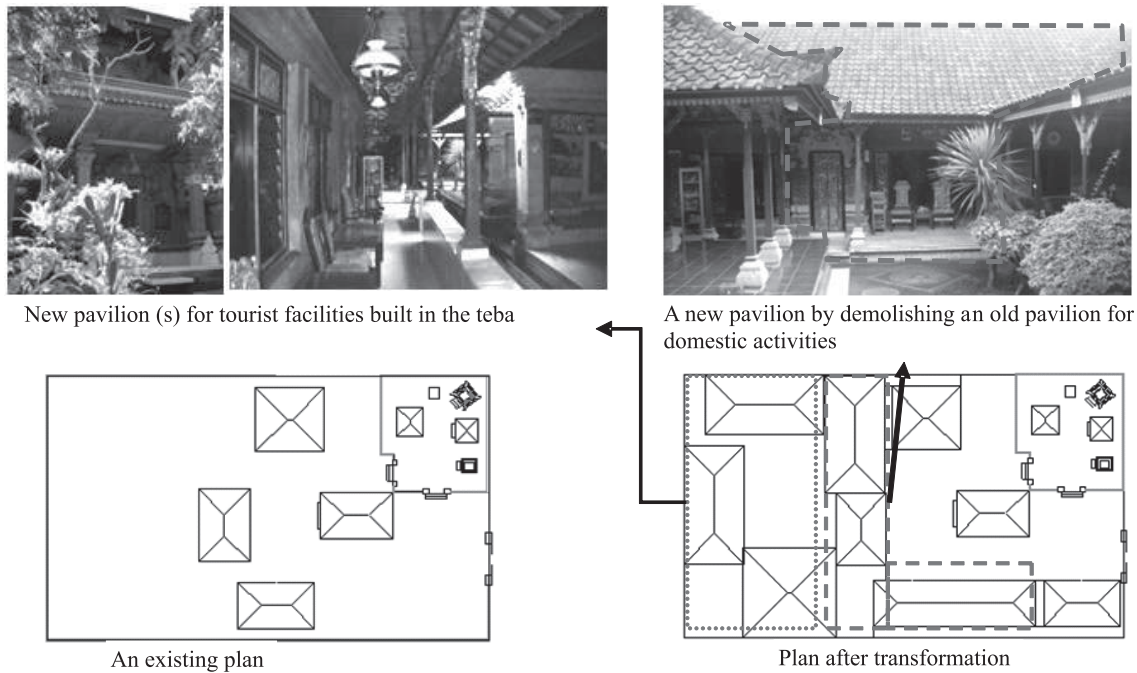 New pavilion (s) for tourist facilities built in the teba
A new pavilion by demolishing an old pavilion for
domestic activities
An existing plan
Plan after transformation